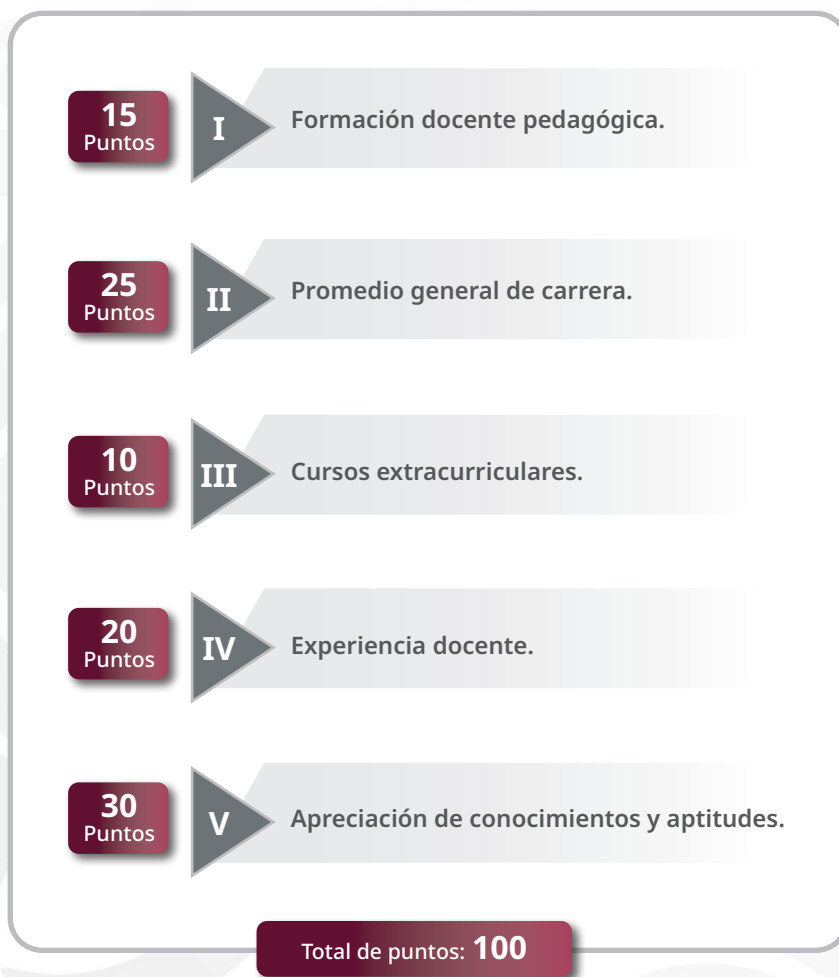 15
Puntos
I
Formación docente pedagógica.
25
Puntos
II
Promedio general de carrera.
10
Puntos
III
Cursos extracurriculares.
20
Puntos
IV
Experiencia docente.
30
Puntos
V
Apreciación de conocimientos y aptitudes.
Total de puntos: 100